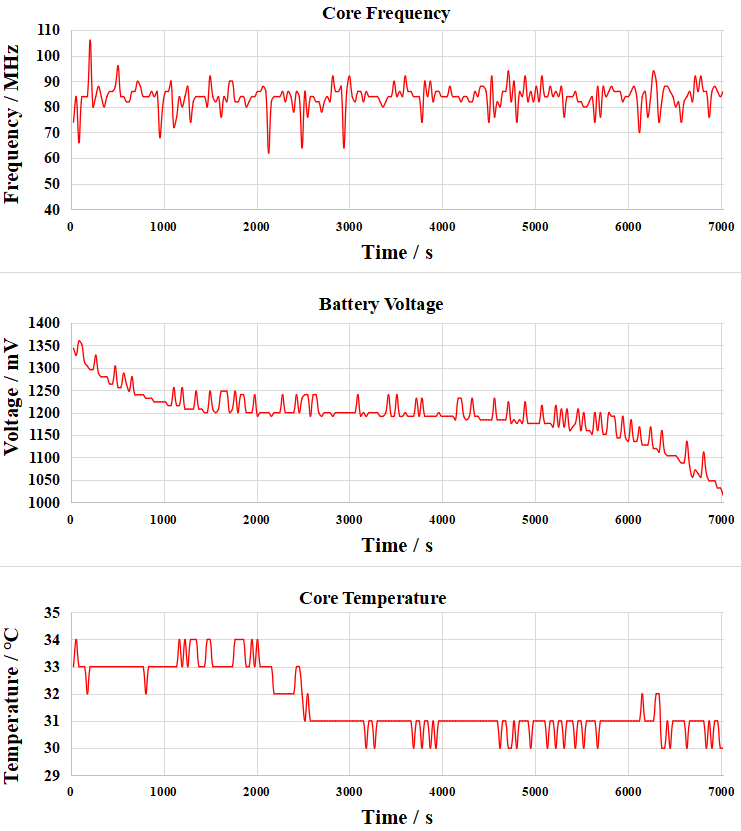 Core Frequency
Frequency / MHz
110
100
90
80
70
60
50
40
0 1000 2000 3000 4000 5000 6000 7000
Time / s
Battery Voltage
Voltage / mV
1400
1350
1300
1250
1200
1150
1100
1050
1000
0 1000 2000 3000 4000 5000 6000 7000
Time / s
Core Temperature
Temperature / °C
35
34
33
32
31
30
29
0 1000 2000 3000 4000 5000 6000 7000
Time / s